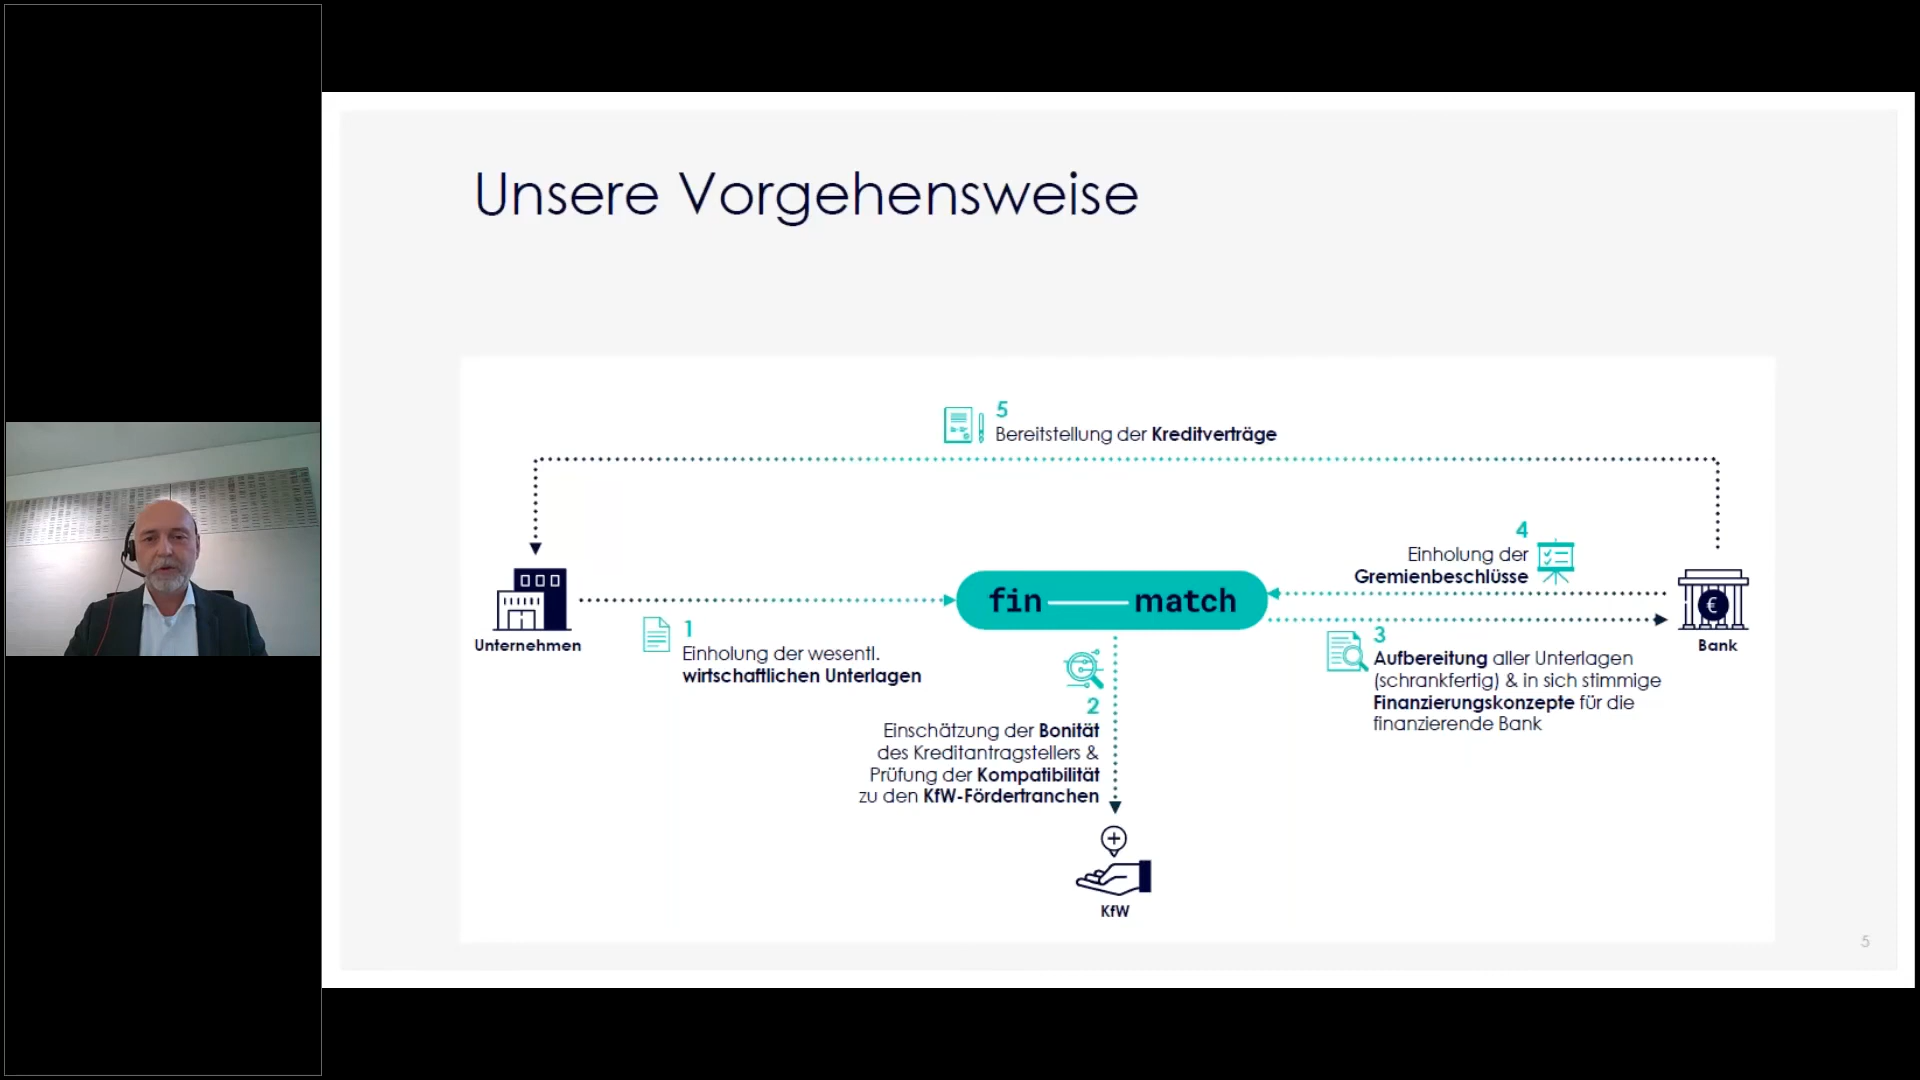 Unsere Vorgehensweise
5
Bereitstellung der Kreditverträge
4
Einholung der
Gremienbeschlüsse
fin match
Unternehmen
Bank
€
1
Einholung der wesentl.
wirtschaftlichen Unterlagen
3
Aufbereitung aller Unterlagen
(schrankfertig) & in sich stimmige
Finanzierungskonzepte für die
finanzierende Bank
2
Einschätzung der Bonität
des Kreditantragstellers &
Prüfung der Kompatibilität
zu den KfW-Fördertranchen
KfW
5